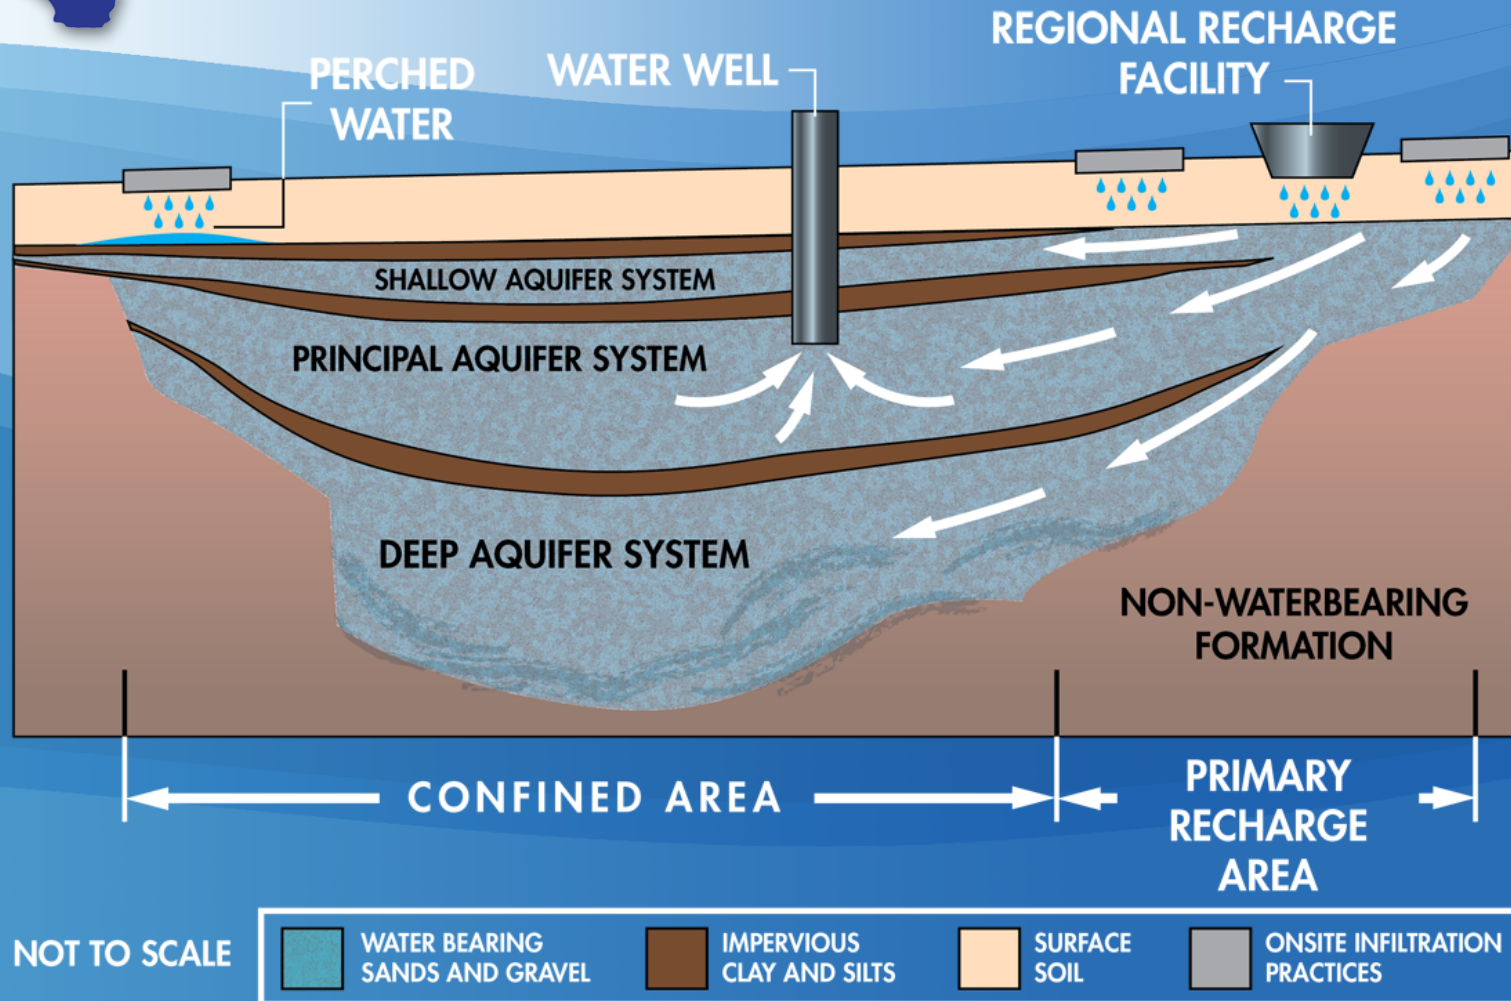 REGIONAL RECHARGE
FACILITY
PERCHED
WATER
WATER WELL
SHALLOW AQUIFER SYSTEM
PRINCIPAL AQUIFER SYSTEM
DEEP AQUIFER SYSTEM
NON-WATERBEARING
FORMATION
CONFINED AREA
PRIMARY
RECHARGE
AREA
NOT TO SCALE
WATER BEARING
SANDS AND GRAVEL
IMPERVIOUS
CLAY AND SILTS
SURFACE
SOIL
ONSITE INFILTRATION
PRACTICES